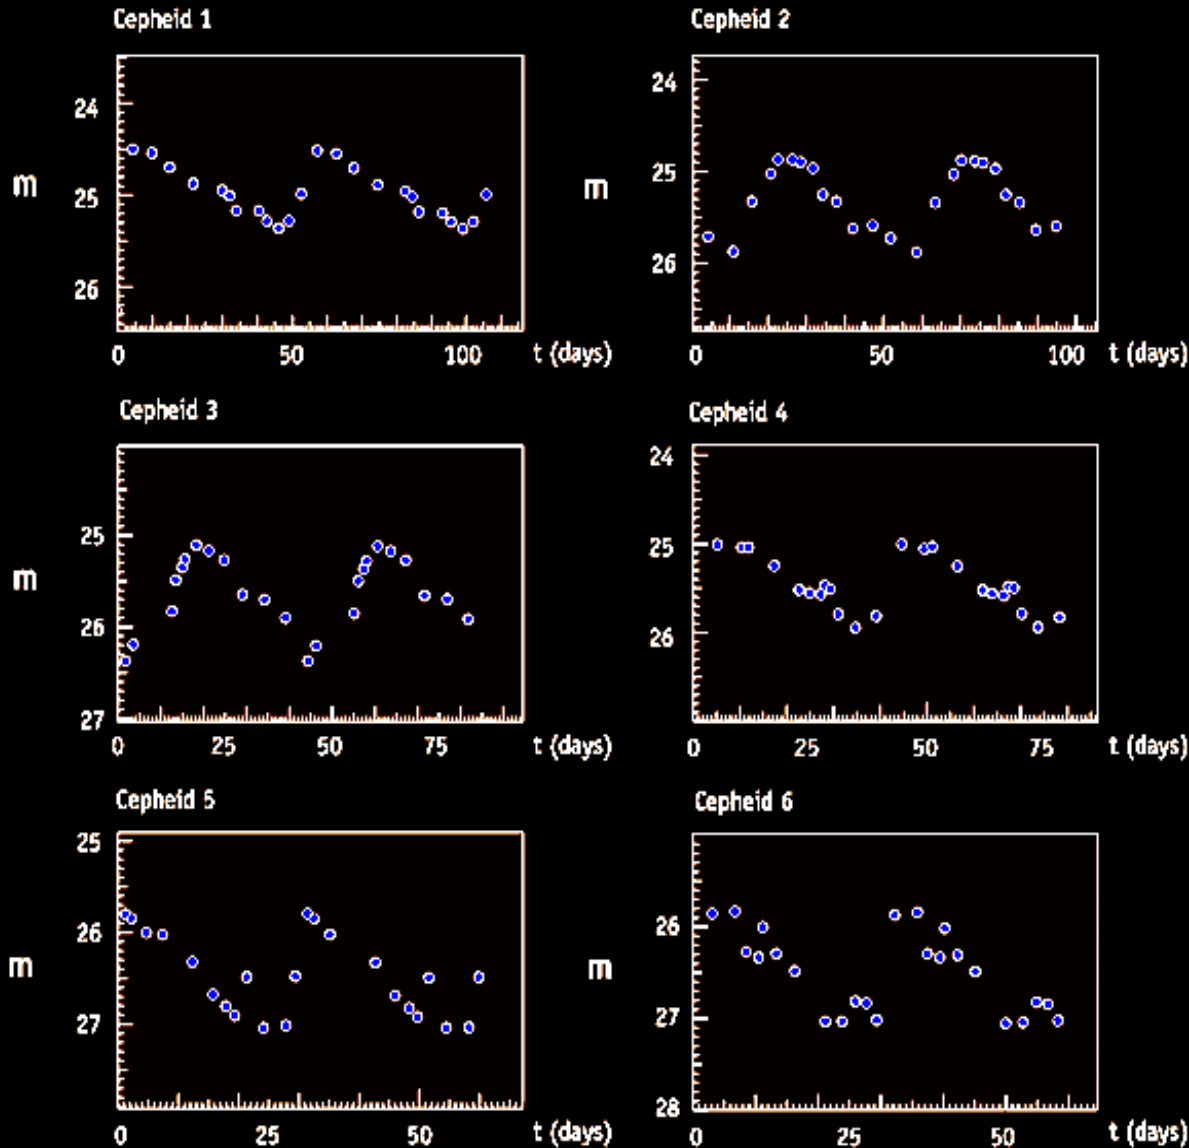 Cepheid 1
24
25
26
m
0 50 100 t (days)
Cepheid 2
24
25
26
m
0 50 100 t (days)
Cepheid 3
25
26
27
m
0 25 50 75 t (days)
Cepheid 4
24
25
26
0 25 50 75 t (days)
Cepheid 5
25
26
27
m
0 25 50 t (days)
Cepheid 6
26
27
28
m
0 25 50 t (days)